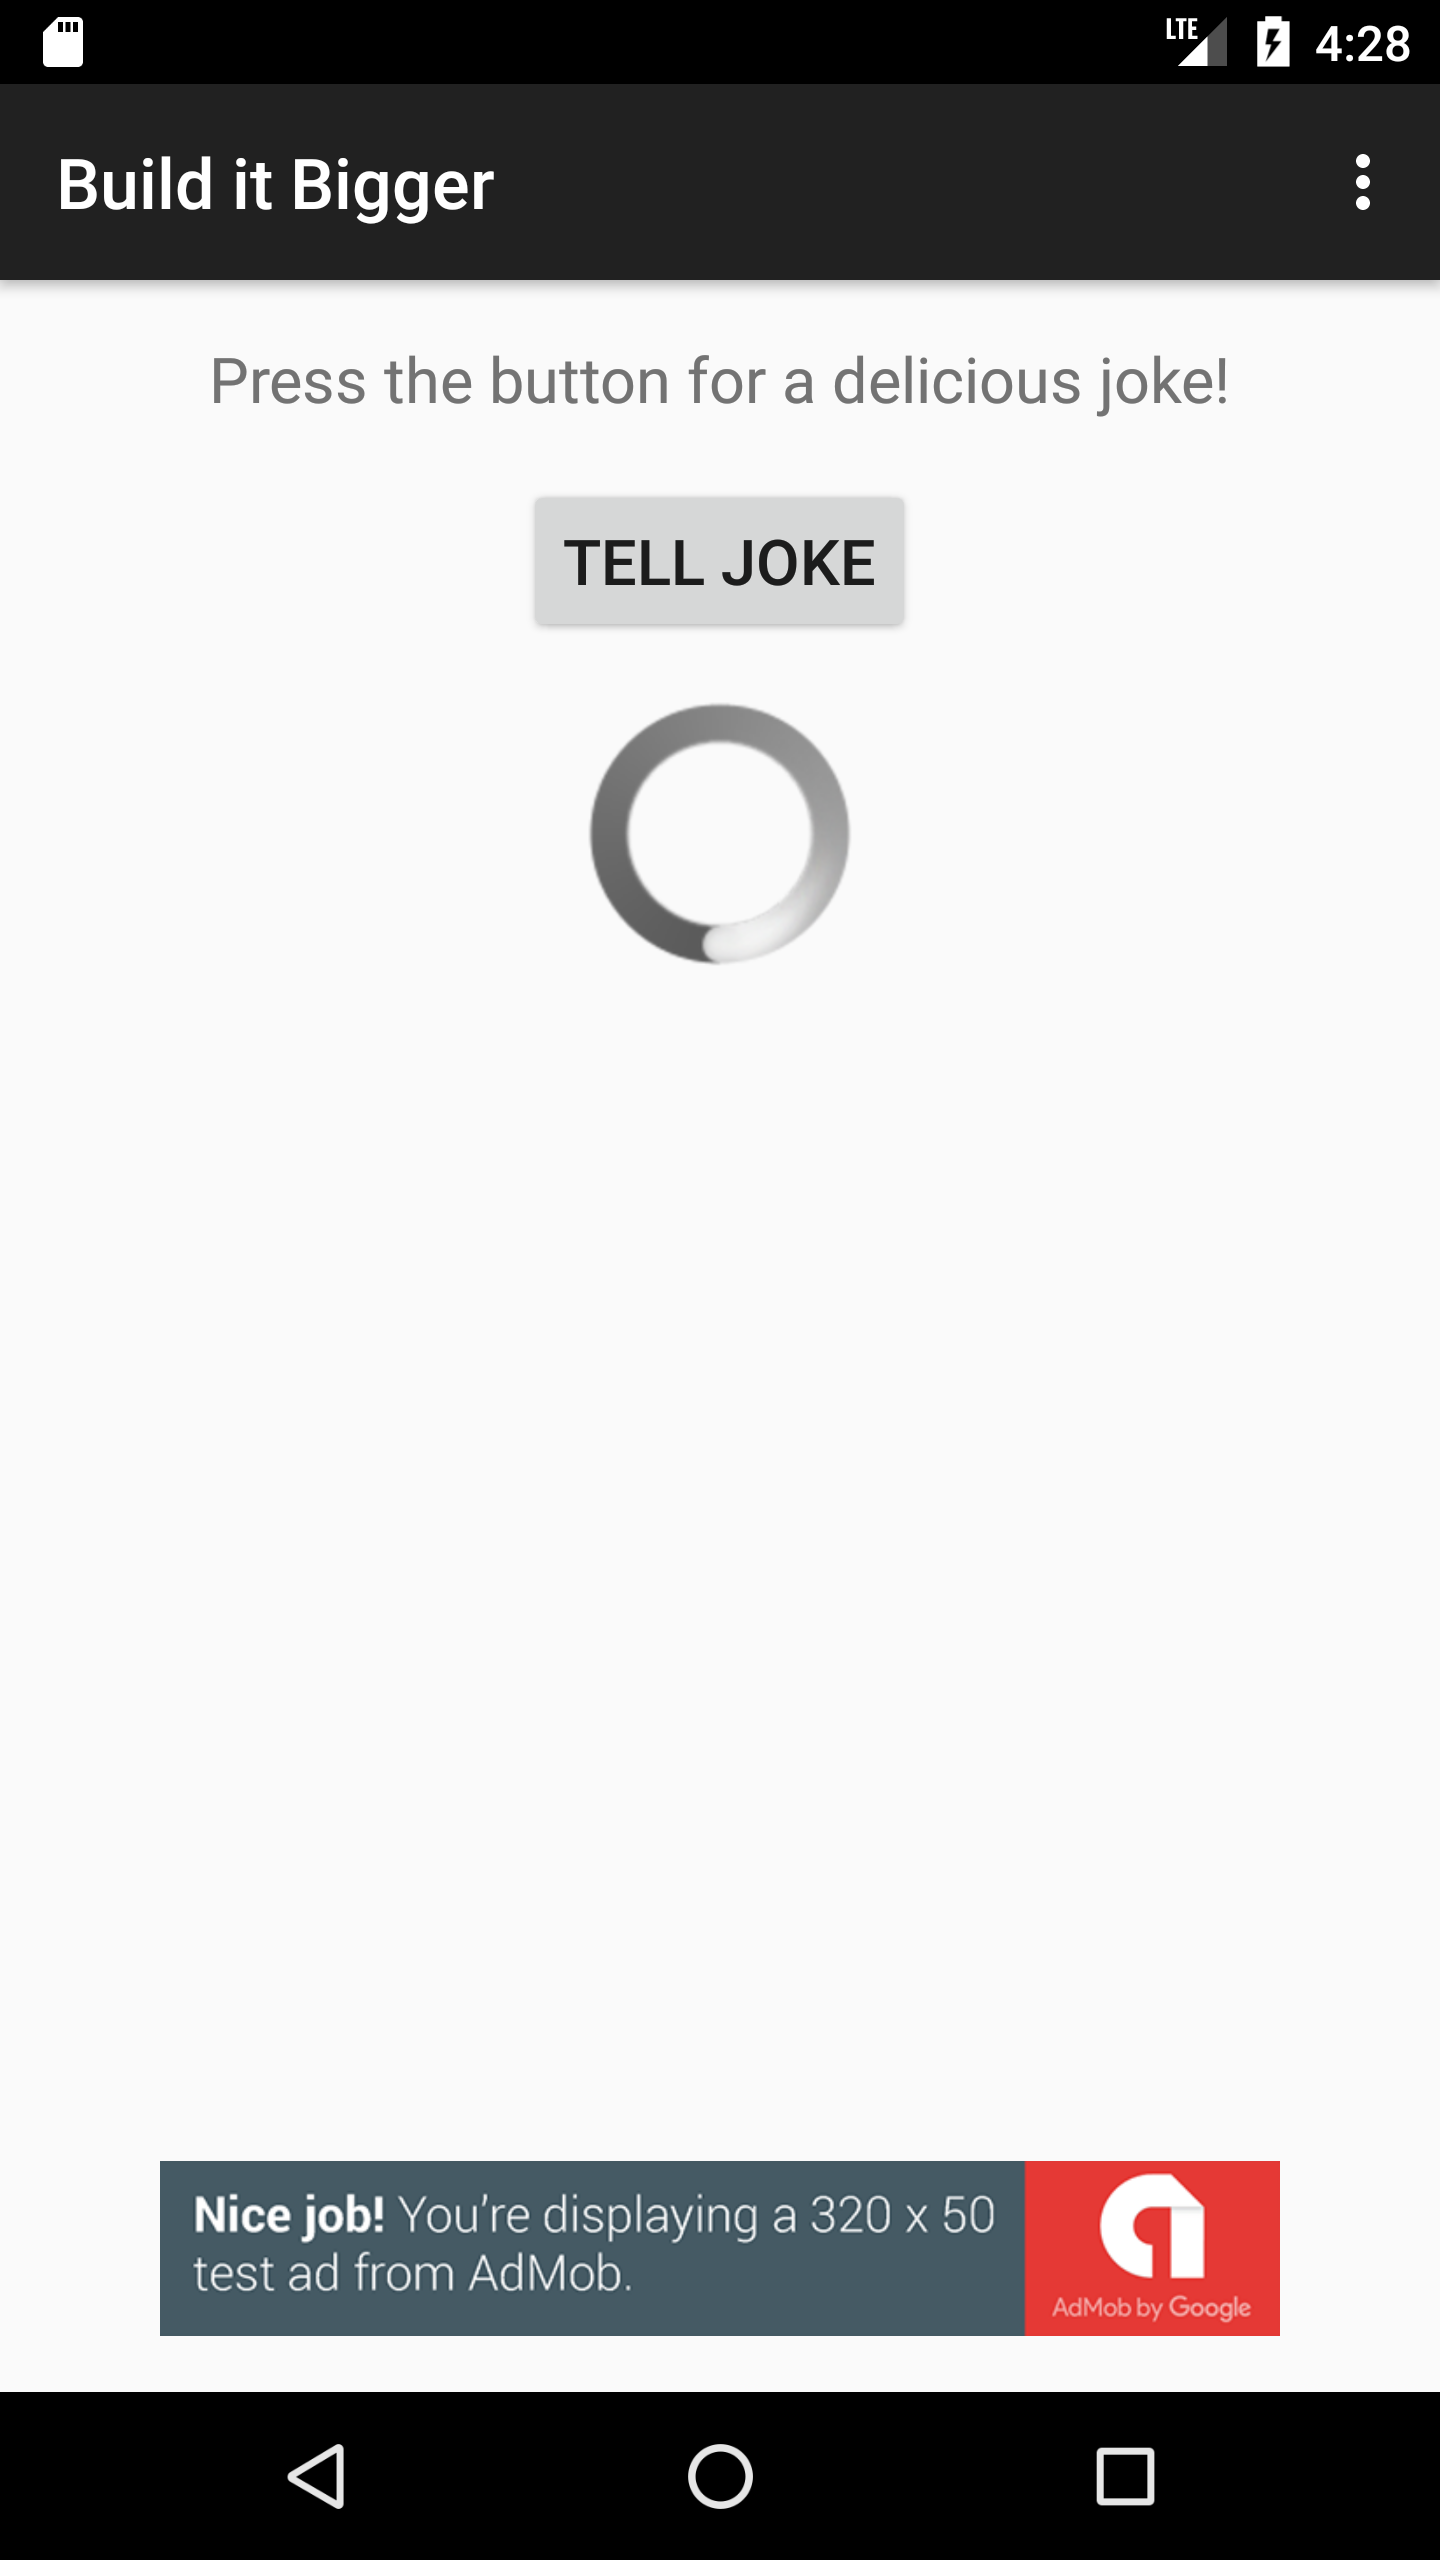 LTE 4:28
Build it Bigger
Press the button for a delicious joke!
TELL JOKE
Nice job! You're displaying a 320 x 50
test ad from AdMob.
AdMob by Google